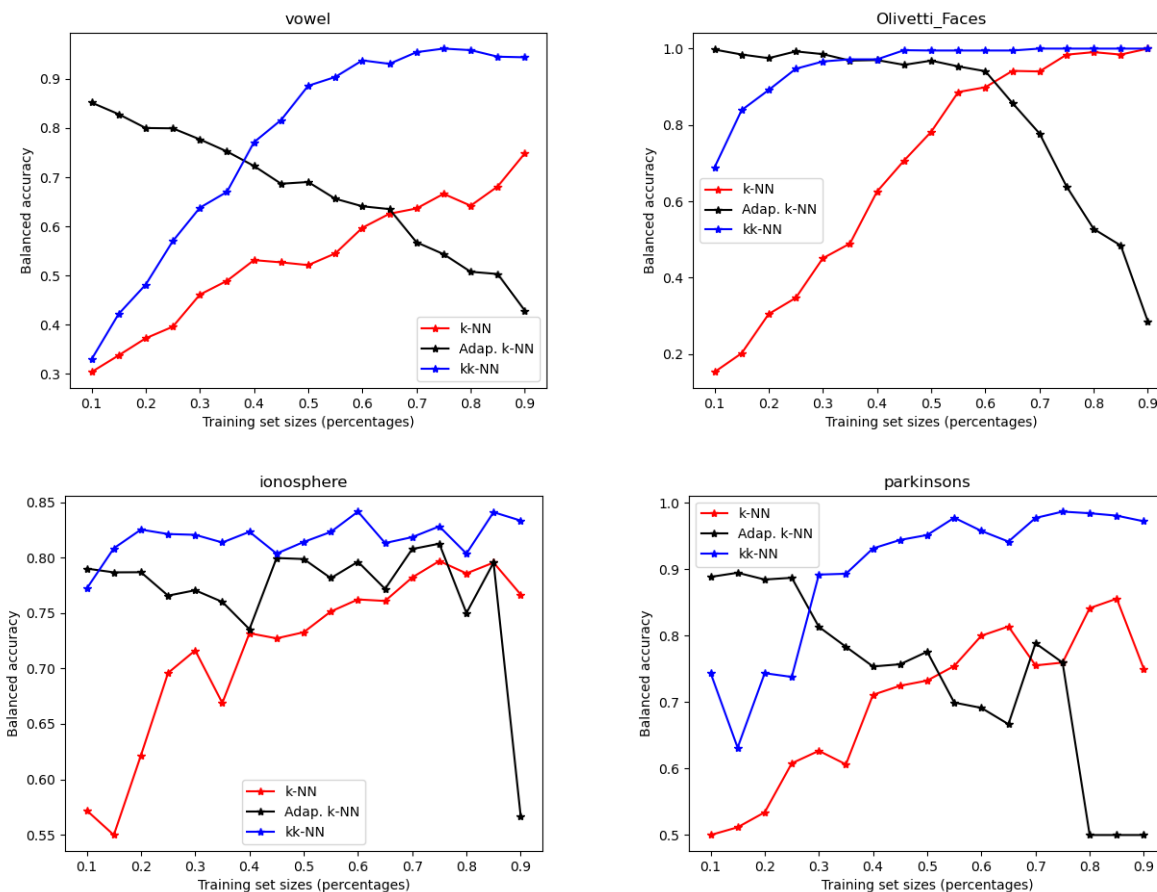 vowel
Balanced accuracy
0.9
0.8
0.7
0.6
0.5
0.4
0.3
k-NN
Adap. k-NN
kk-NN
0.1 0.2 0.3 0.4 0.5 0.6 0.7 0.8 0.9
Training set sizes (percentages)
Olivetti_Faces
Balanced accuracy
1.0
0.8
0.6
0.4
0.2
k-NN
Adap. k-NN
kk-NN
0.1 0.2 0.3 0.4 0.5 0.6 0.7 0.8 0.9
Training set sizes (percentages)
ionosphere
Balanced accuracy
0.85
0.80
0.75
0.70
0.65
0.60
0.55
k-NN
Adap. k-NN
kk-NN
0.1 0.2 0.3 0.4 0.5 0.6 0.7 0.8 0.9
Training set sizes (percentages)
parkinsons
Balanced accuracy
1.0
0.9
0.8
0.7
0.6
0.5
k-NN
Adap. k-NN
kk-NN
0.1 0.2 0.3 0.4 0.5 0.6 0.7 0.8 0.9
Training set sizes (percentages)